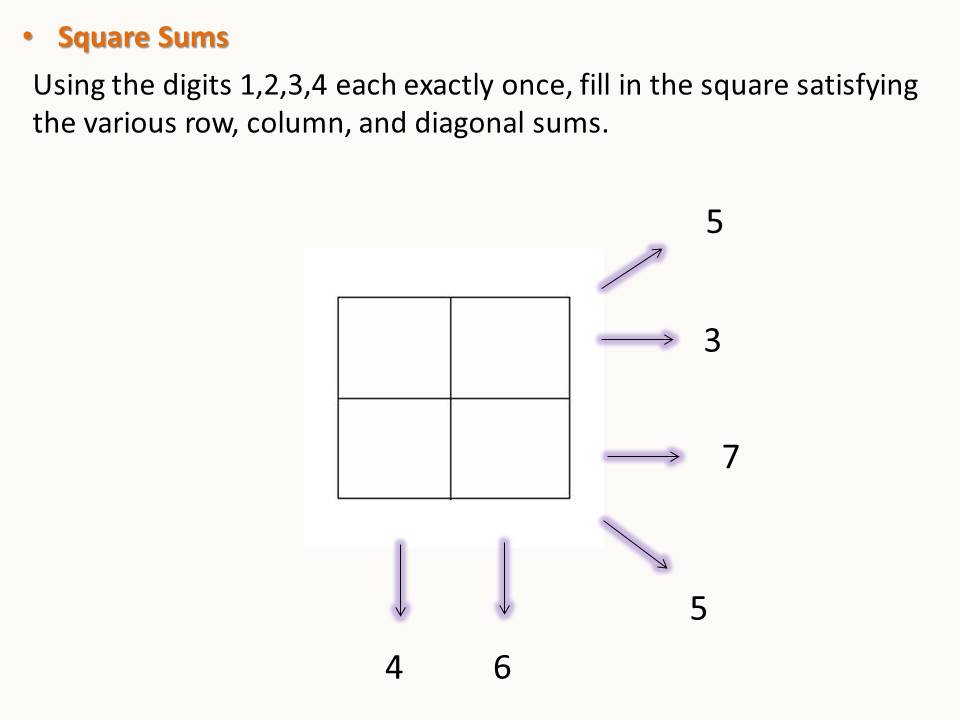 • Square Sums
Using the digits 1,2,3,4 each exactly once, fill in the square satisfying
the various row, column, and diagonal sums.
5
3
7
5
4 6